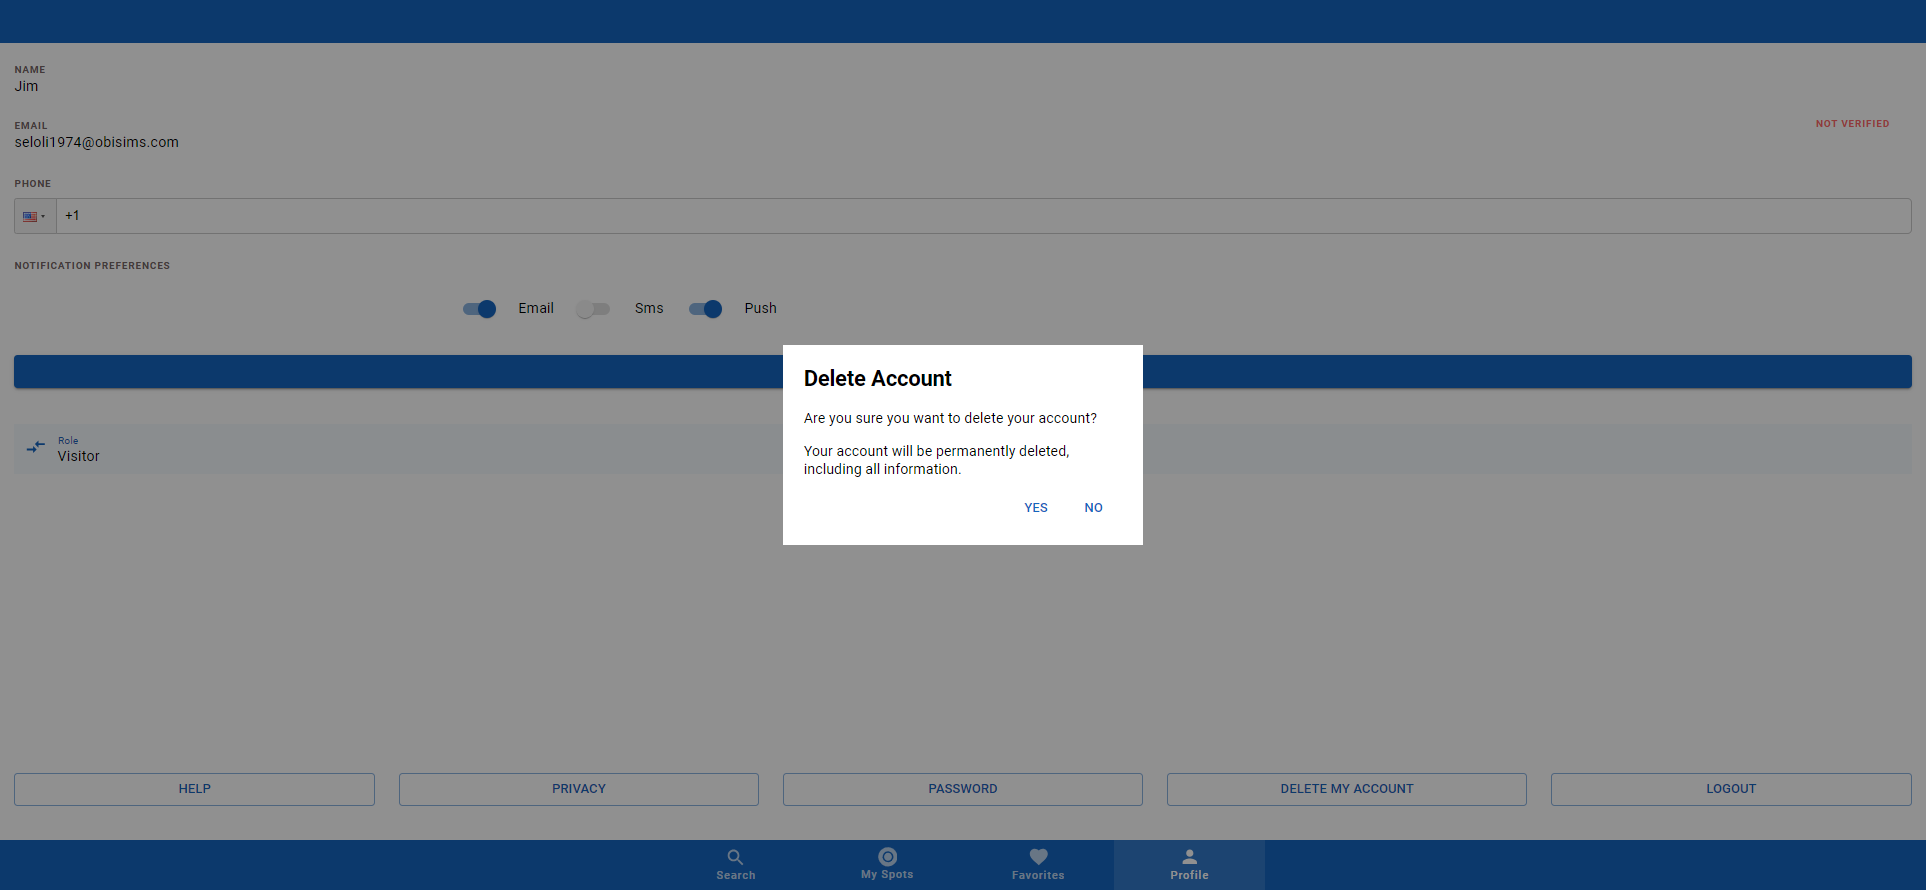 NAME
Jim
EMAIL
NOT VERIFIED
seloli1974@obisims.com
PHONE
+1
NOTIFICATION PREFERENCES
Email Sms Push
Delete Account
Are you sure you want to delete your account?
Your account will be permanently deleted,
including all information.
YES NO
Role
Visitor
HELP PRIVACY PASSWORD DELETE MY ACCOUNT LOGOUT
Search My Spots Favorites Profile